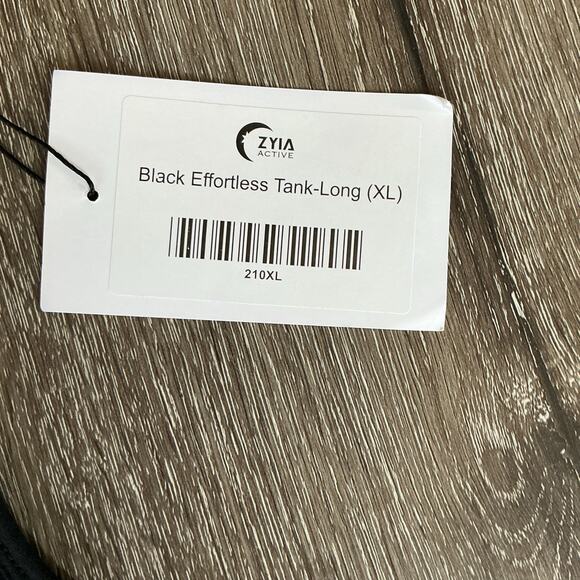 ZYIA
ACTIVE
Black Effortless Tank-Long (XL)
210XL